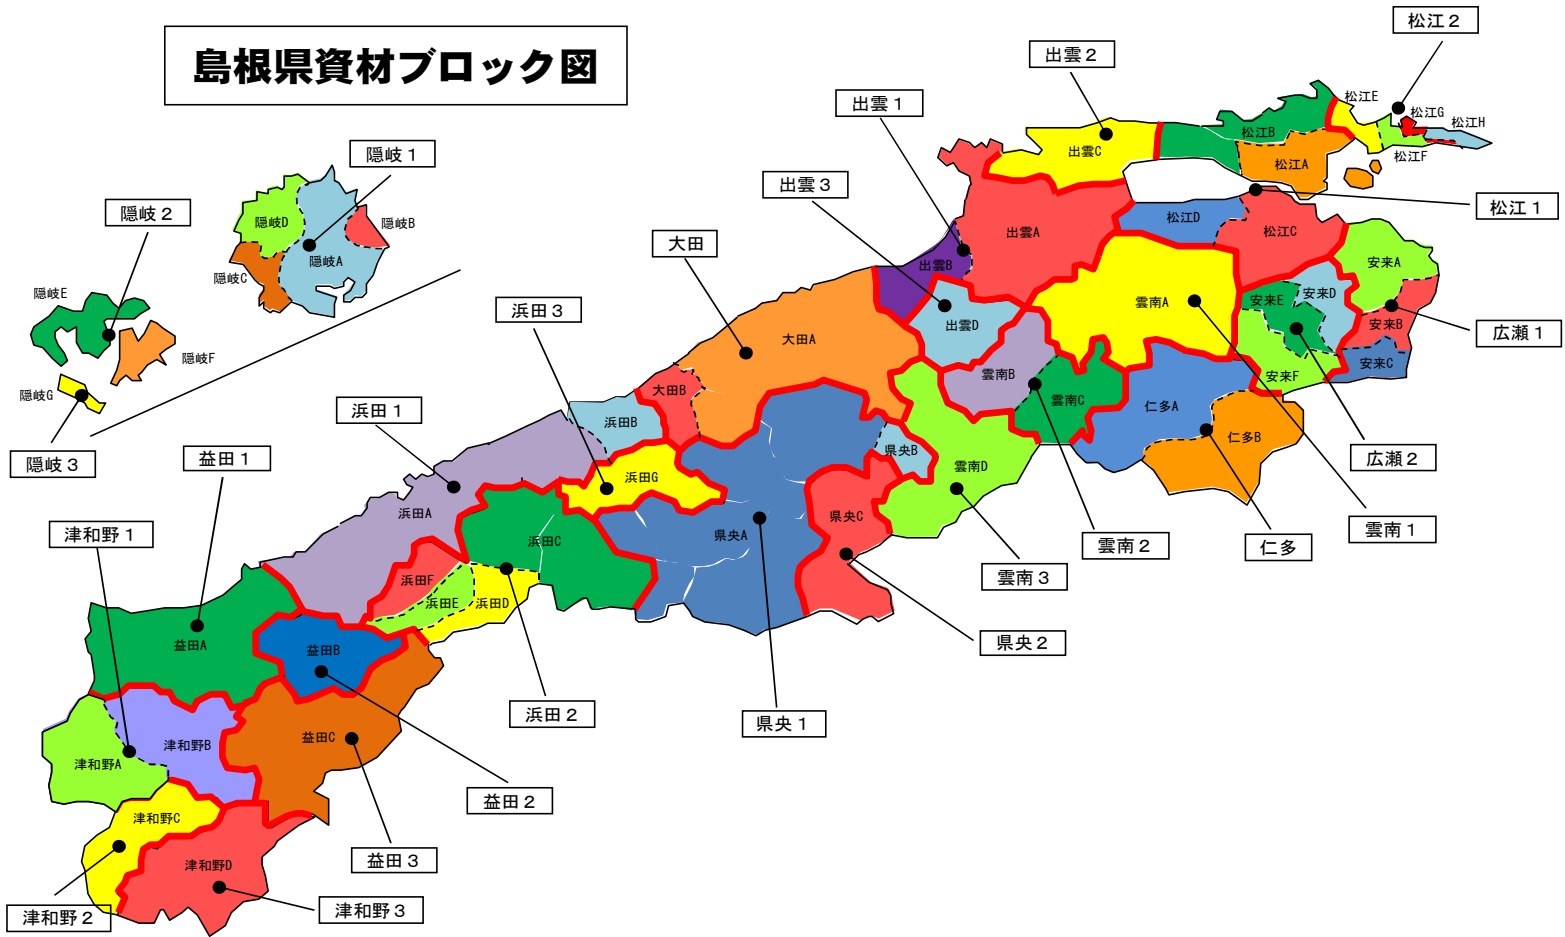 島根県資材ブロック図
松江２
出雲２
出雲１
松江E
松江G
松江H
松江B
松江F
出雲C
松江A
隠岐１
出雲３
松江１
隠岐２
隠岐D
隠岐B
松江D
松江C
出雲A
大田
隠岐A
隠岐C
出雲B
安来A
隠岐E
安来D
安来E
雲南A
浜田３
出雲D
安来B
広瀬１
大田A
隠岐F
安来C
雲南B
安来F
隠岐G
大田B
雲南C
仁多A
浜田１
浜田B
仁多B
県央B
隠岐３
益田１
広瀬２
雲南D
浜田G
浜田A
県央C
津和野１
浜田C
県央A
雲南１
雲南２
仁多
浜田F
雲南３
浜田E
浜田D
益田A
益田B
県央２
浜田２
県央１
益田C
津和野B
津和野A
益田２
津和野C
益田３
津和野D
津和野２
津和野３